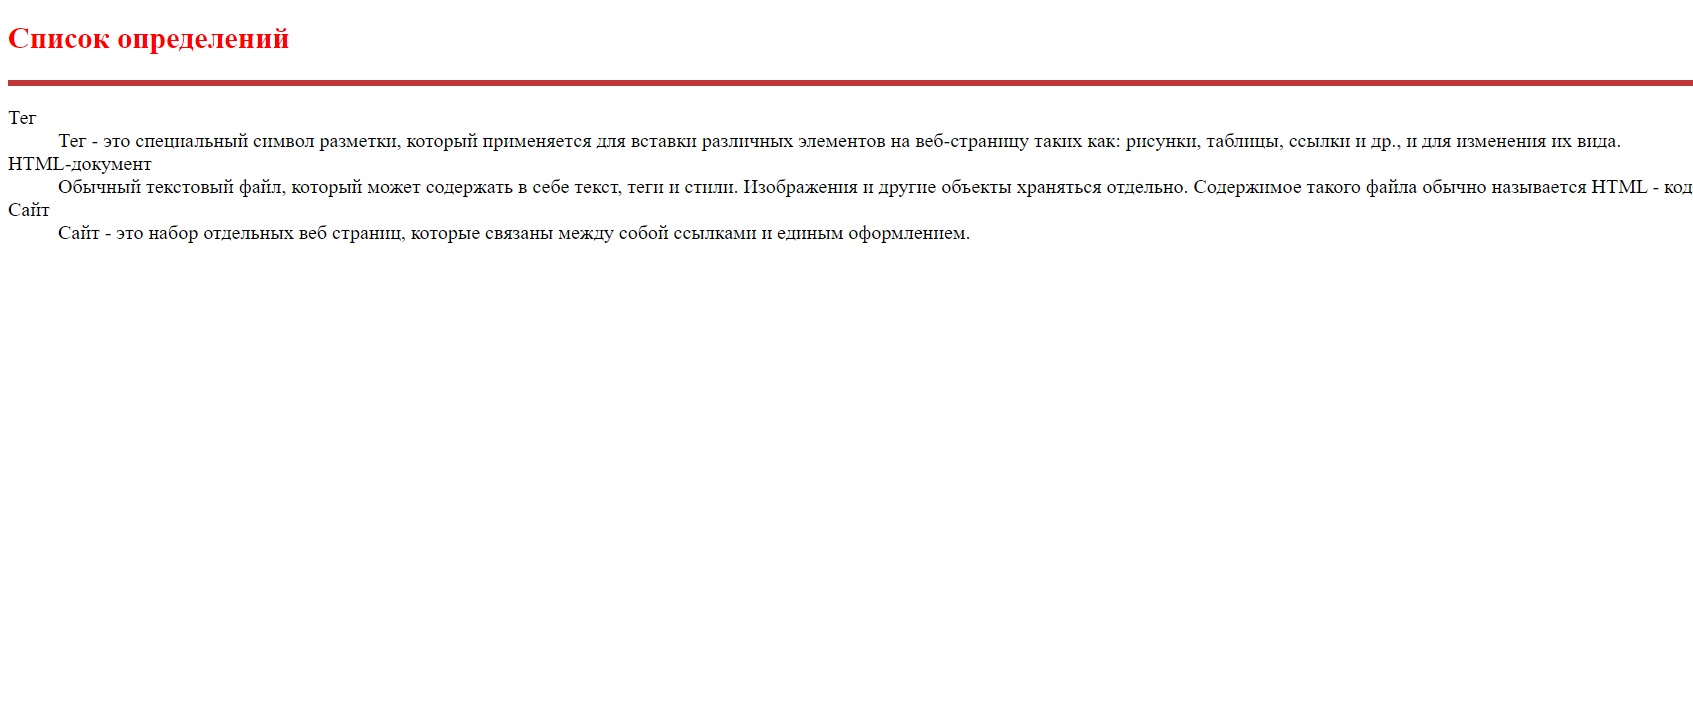 Список определений
Тег
Тег - это специальный символ разметки, который применяется для вставки различных элементов на веб-страницу таких как: рисунки, таблицы, ссылки и др., и для изменения их вида.
HTML-документ
Обычный текстовый файл, который может содержать в себе текст, теги и стили. Изображения и другие объекты храняться отдельно. Содержимое такого файла обычно называется HTML - код
Сайт
Сайт - это набор отдельных веб страниц, которые связаны между собой ссылками и единым оформлением.